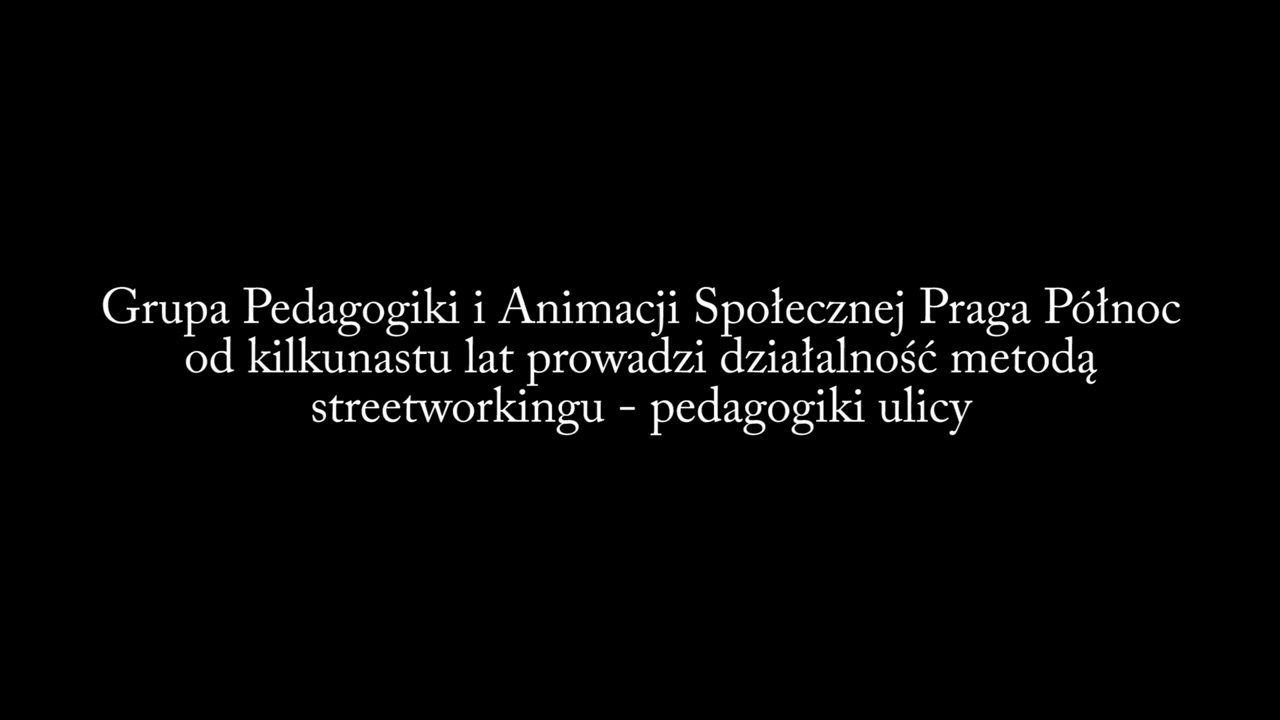 Grupa Pedagogiki i Animacji Społecznej Praga Północ
od kilkunastu lat prowadzi działalność metodą
streetworkingu - pedagogiki ulicy